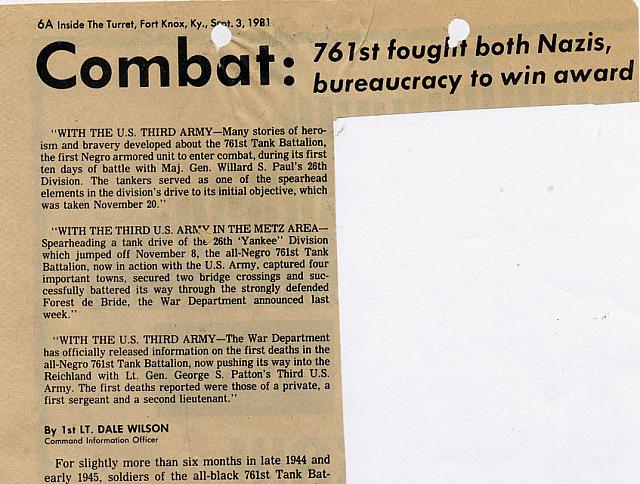 6A Inside The Turret, Fort Knox, Ky., Sept. 3, 1981
Combat: 761st fought both Nazis,
bureaucracy to win award
"WITH THE U.S. THIRD ARMY—Many stories of hero-
ism and bravery developed about the 761st Tank Battalion,
the first Negro armored unit to enter combat, during its first
ten days of battle with Maj. Gen. Willard S. Paul's 26th
Division. The tankers served as one of the spearhead
elements in the division's drive to its initial objective, which
was taken November 20."
"WITH THE THIRD U.S. ARMY IN THE METZ AREA—
Spearheading a tank drive of the 26th 'Yankee" Division
which jumped off November 8, the all-Negro 761st Tank
Battalion, now in action with the U.S. Army, captured four
important towns, secured two bridge crossings and suc-
cessfully battered its way through the strongly defended
Forest de Bride, the War Department announced last
week."
"WITH THE U.S. THIRD ARMY—The War Department
has officially released information on the first deaths in the
all-Negro 761st Tank Battalion, now pushing its way into the
Reichland with Lt. Gen. George S. Patton's Third U.S.
Army. The first deaths reported were those of a private, a
first sergeant and a second lieutenant."
By 1st LT. DALE WILSON
Command Information Officer
For slightly more than six months in late 1944 and
early 1945, soldiers of the all-black 761st Tank Bat-